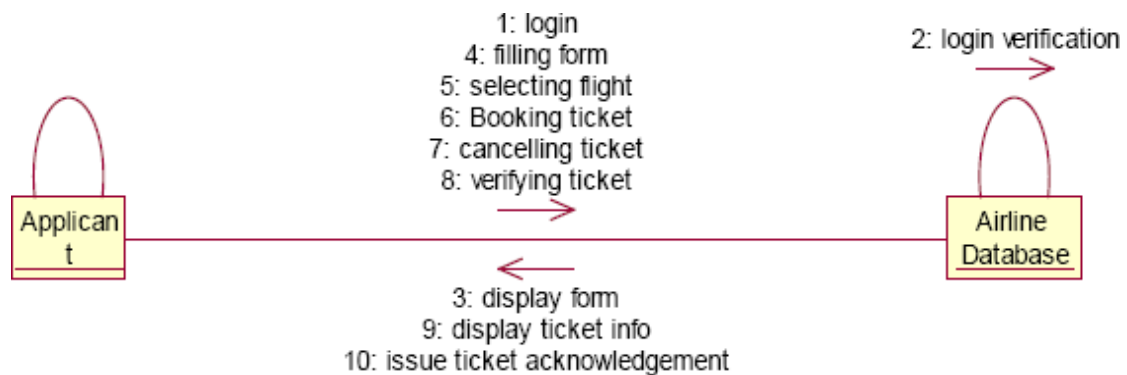 1: login
4: filling form
5: selecting flight
6: Booking ticket
7: cancelling ticket
8: verifying ticket
2: login verification
Applican
t
Airline
Database
3: display form
9: display ticket info
10: issue ticket acknowledgement